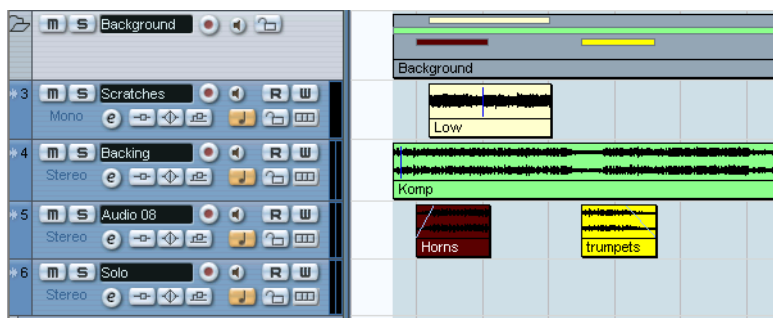 m S Background
Background
3 m S Scratches R W
Mono e
Low
4 m S Backing R W
Stereo e
Komp
5 m S Audio 08 R W
Stereo e
Horns
trumpets
6 m S Solo R W
Stereo e